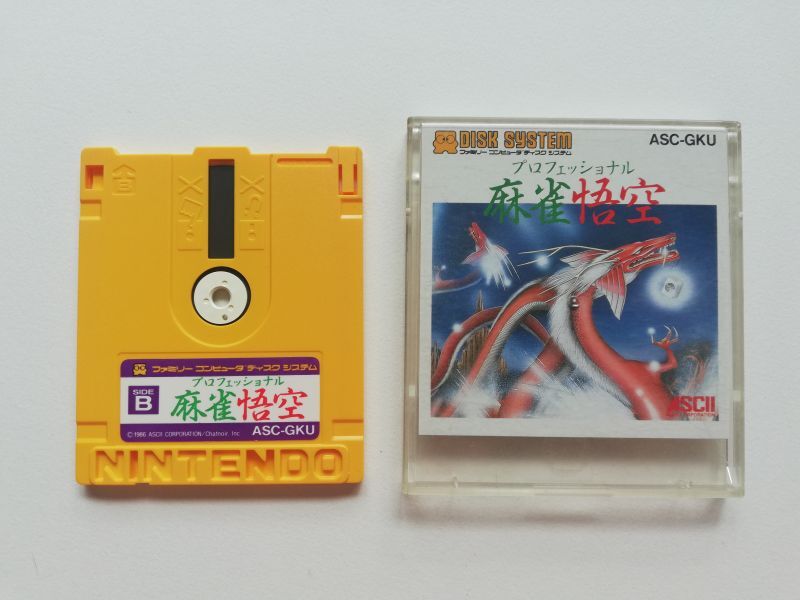 ファミリー コンピュータ ディスク システム
SIDE
B
プロフェッショナル
麻雀悟空
© 1986 ASCII CORPORATION/Chatnoir Inc
ASC-GKU
NINTENDO
DISK SYSTEM
ファミリー コンピュータ ディスク システム
ASC-GKU
プロフェッショナル
麻雀悟空
ASCII
CORPORATION